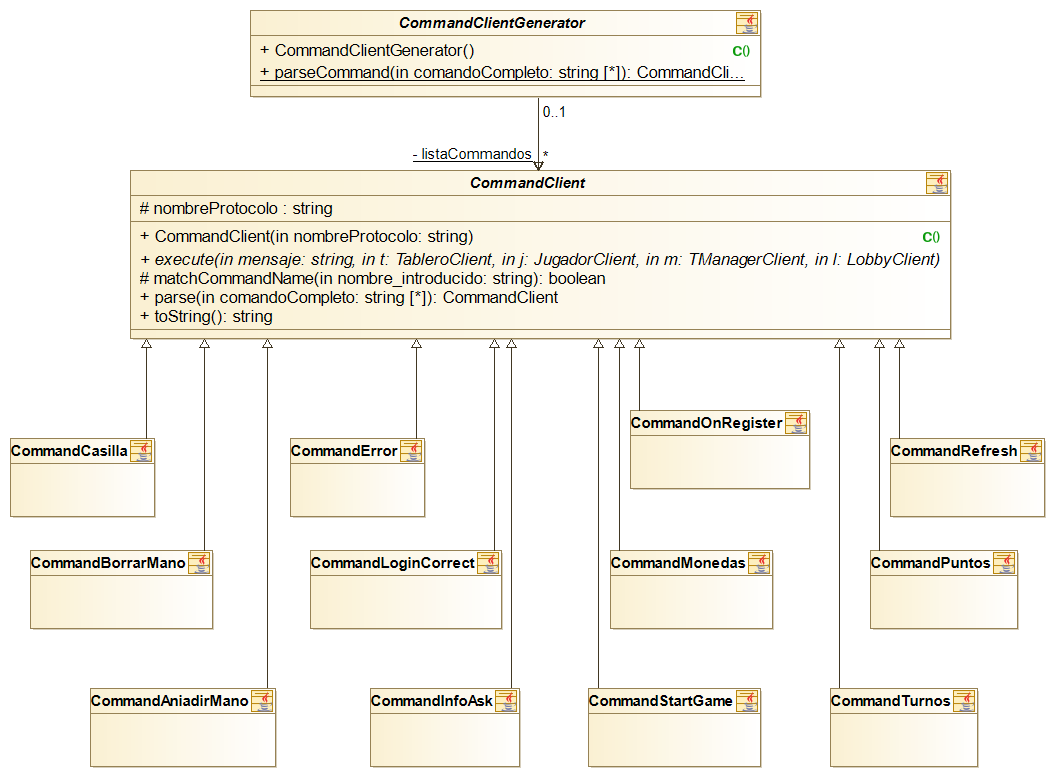 CommandClientGenerator
+ CommandClientGenerator() C()
+ parseCommand(in comandoCompleto: string [*]): CommandCli...
0..1
- listaCommandos *
CommandClient
# nombreProtocolo : string
+ CommandClient(in nombreProtocolo: string) C()
+ execute(in mensaje: string, in t: TableroClient, in j: JugadorClient, in m: TManagerClient, in l: LobbyClient)
# matchCommandName(in nombre_introducido: string): boolean
+ parse(in comandoCompleto: string [*]): CommandClient
+ toString(): string
CommandOnRegister
CommandCasilla
CommandError
CommandRefresh
CommandBorrarMano
CommandLoginCorrect
CommandMonedas
CommandPuntos
CommandAniadirMano
CommandInfoAsk
CommandStartGame
CommandTurnos